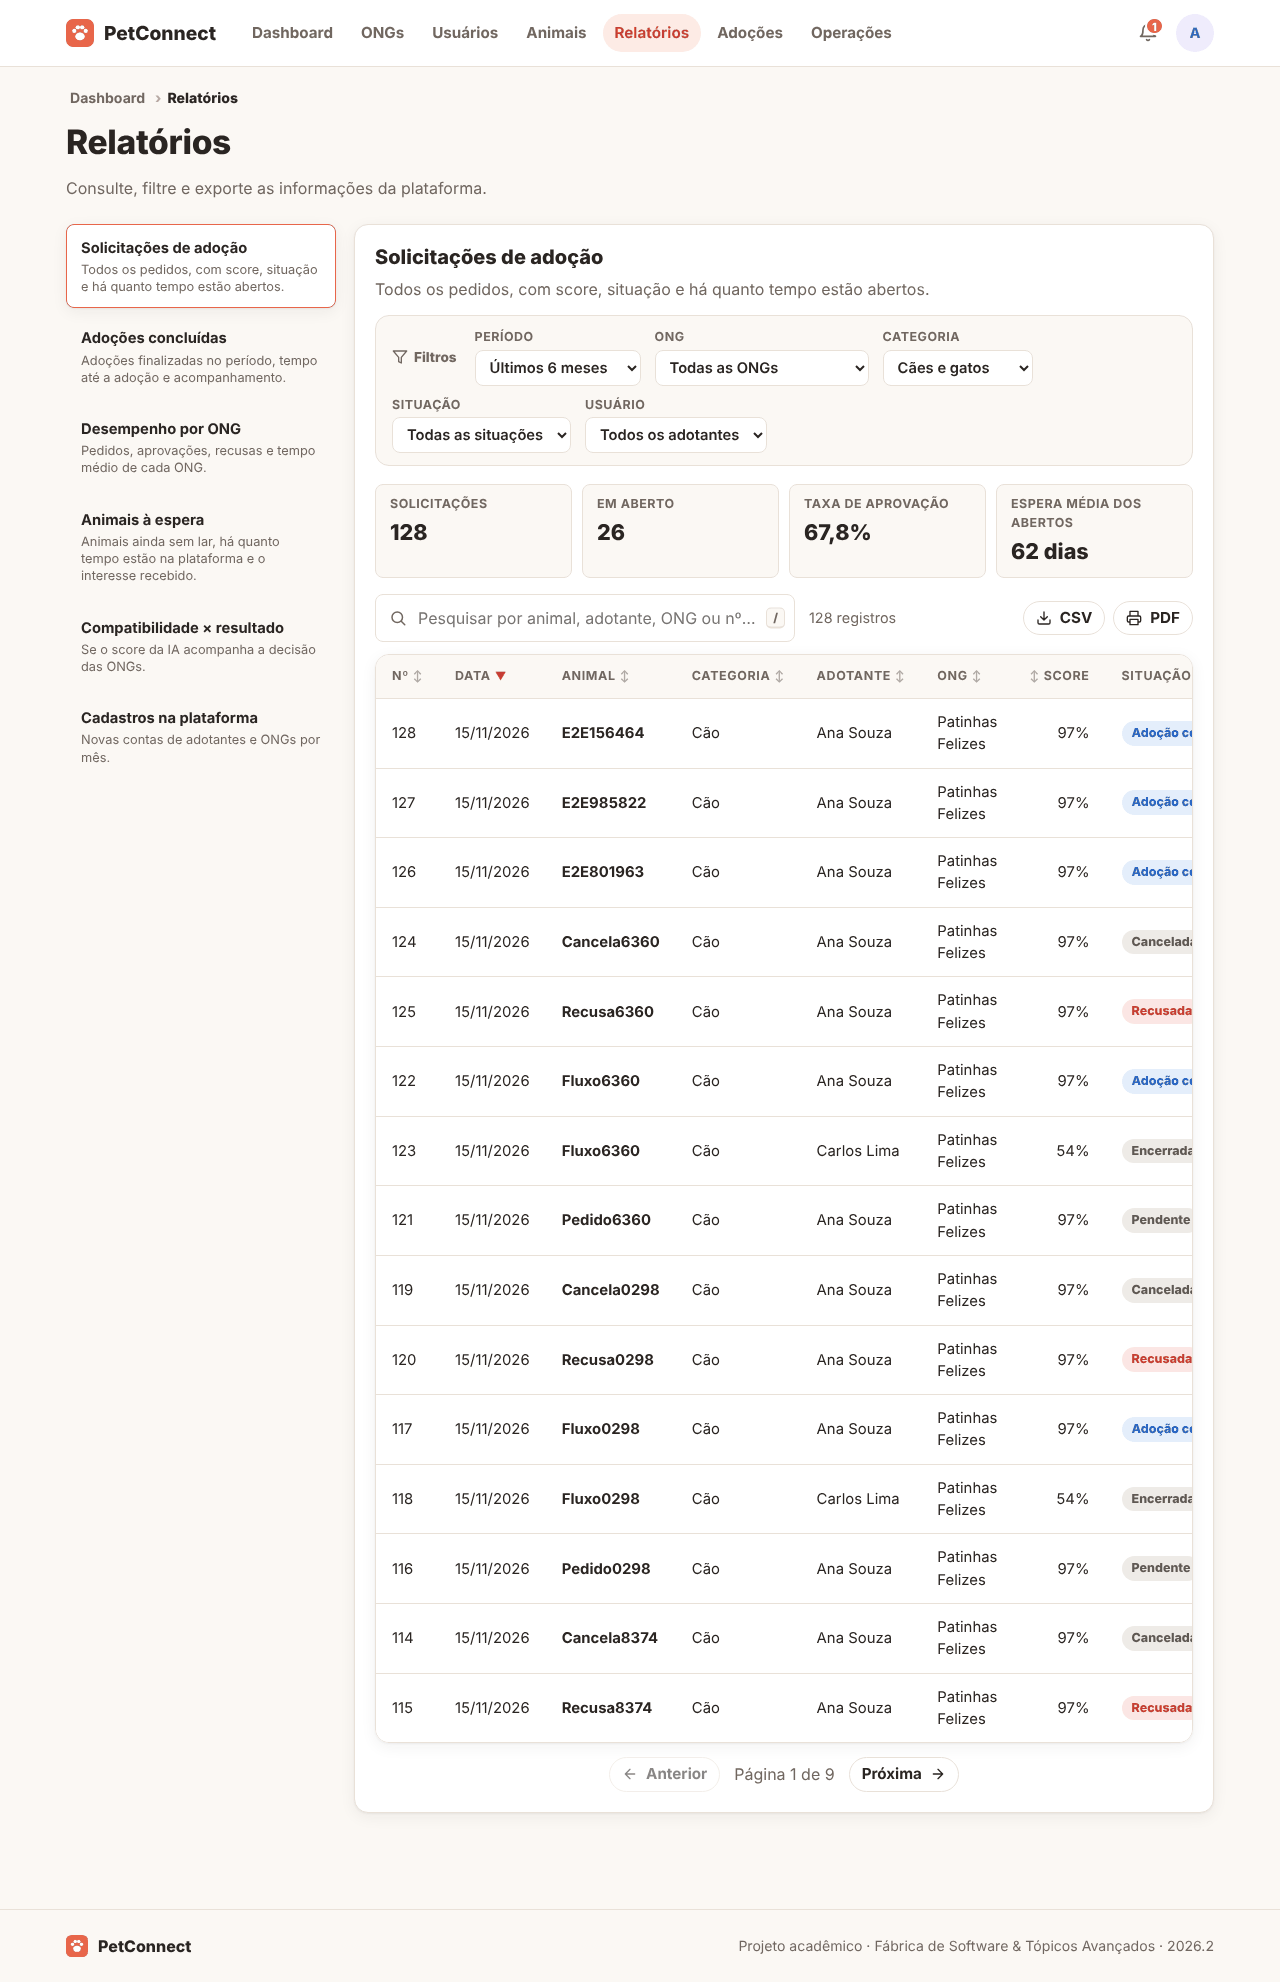 PetConnect Dashboard ONGs Usuários Animais Relatórios Adoções Operações 1 A
Dashboard › Relatórios
Relatórios
Consulte, filtre e exporte as informações da plataforma.
Solicitações de adoção
Todos os pedidos, com score, situação
e há quanto tempo estão abertos.
Adoções concluídas
Adoções finalizadas no período, tempo
até a adoção e acompanhamento.
Desempenho por ONG
Pedidos, aprovações, recusas e tempo
médio de cada ONG.
Animais à espera
Animais ainda sem lar, há quanto
tempo estão na plataforma e o
interesse recebido.
Compatibilidade × resultado
Se o score da IA acompanha a decisão
das ONGs.
Cadastros na plataforma
Novas contas de adotantes e ONGs por
mês.
Solicitações de adoção
Todos os pedidos, com score, situação e há quanto tempo estão abertos.
Filtros
PERÍODO ONG CATEGORIA
Últimos 6 meses Todas as ONGs Cães e gatos
SITUAÇÃO USUÁRIO
Todas as situações Todos os adotantes
SOLICITAÇÕES
128
EM ABERTO
26
TAXA DE APROVAÇÃO
67,8%
ESPERA MÉDIA DOS
ABERTOS
62 dias
Pesquisar por animal, adotante, ONG ou nº... / 128 registros CSV PDF
Nº ↕ DATA ▼ ANIMAL ↕ CATEGORIA ↕ ADOTANTE ↕ ONG ↕ ↕ SCORE SITUAÇÃO
128 15/11/2026 E2E156464 Cão Ana Souza Patinhas Felizes 97% Adoção co
127 15/11/2026 E2E985822 Cão Ana Souza Patinhas Felizes 97% Adoção co
126 15/11/2026 E2E801963 Cão Ana Souza Patinhas Felizes 97% Adoção co
124 15/11/2026 Cancela6360 Cão Ana Souza Patinhas Felizes 97% Cancelada
125 15/11/2026 Recusa6360 Cão Ana Souza Patinhas Felizes 97% Recusada
122 15/11/2026 Fluxo6360 Cão Ana Souza Patinhas Felizes 97% Adoção co
123 15/11/2026 Fluxo6360 Cão Carlos Lima Patinhas Felizes 54% Encerrada
121 15/11/2026 Pedido6360 Cão Ana Souza Patinhas Felizes 97% Pendente
119 15/11/2026 Cancela0298 Cão Ana Souza Patinhas Felizes 97% Cancelada
120 15/11/2026 Recusa0298 Cão Ana Souza Patinhas Felizes 97% Recusada
117 15/11/2026 Fluxo0298 Cão Ana Souza Patinhas Felizes 97% Adoção co
118 15/11/2026 Fluxo0298 Cão Carlos Lima Patinhas Felizes 54% Encerrada
116 15/11/2026 Pedido0298 Cão Ana Souza Patinhas Felizes 97% Pendente
114 15/11/2026 Cancela8374 Cão Ana Souza Patinhas Felizes 97% Cancelada
115 15/11/2026 Recusa8374 Cão Ana Souza Patinhas Felizes 97% Recusada
← Anterior Página 1 de 9 Próxima →
PetConnect Projeto acadêmico · Fábrica de Software & Tópicos Avançados · 2026.2